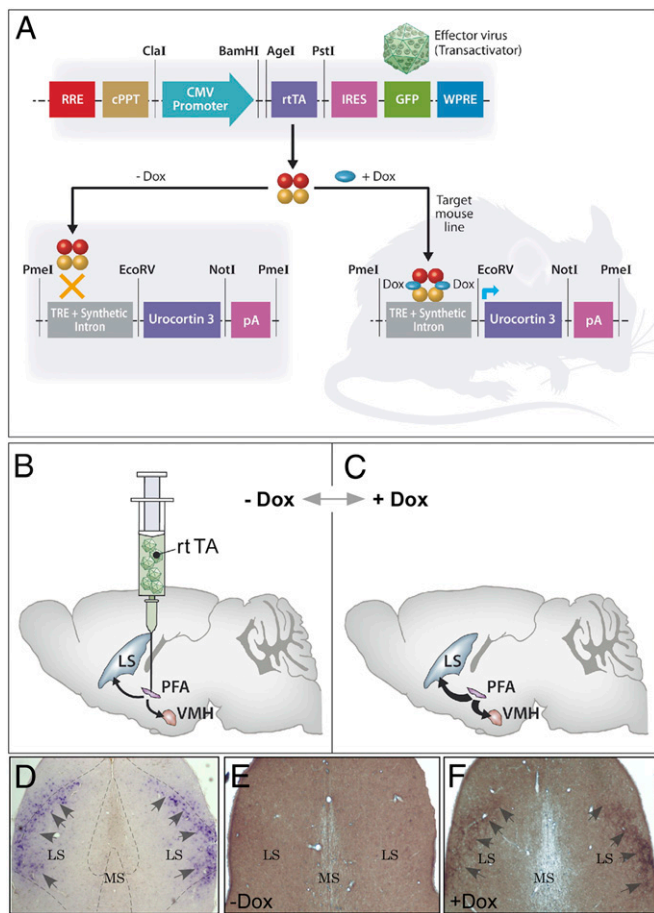 A
Effector virus
(Transactivator)
ClaI
BamHI
AgeI
PstI
RRE
cPPT
CMV
Promoter
rtTA
IRES
GFP
WPRE
- Dox
+ Dox
Target
mouse
line
PmeI
EcoRV
NotI
PmeI
TRE + Synthetic
Intron
Urocortin 3
pA
PmeI
Dox
Dox
EcoRV
NotI
PmeI
TRE + Synthetic
Intron
Urocortin 3
pA
B
C
- Dox
+ Dox
rt TA
LS
PFA
VMH
LS
PFA
VMH
D
LS
LS
MS
E
LS
LS
MS
-Dox
F
LS
LS
MS
+Dox